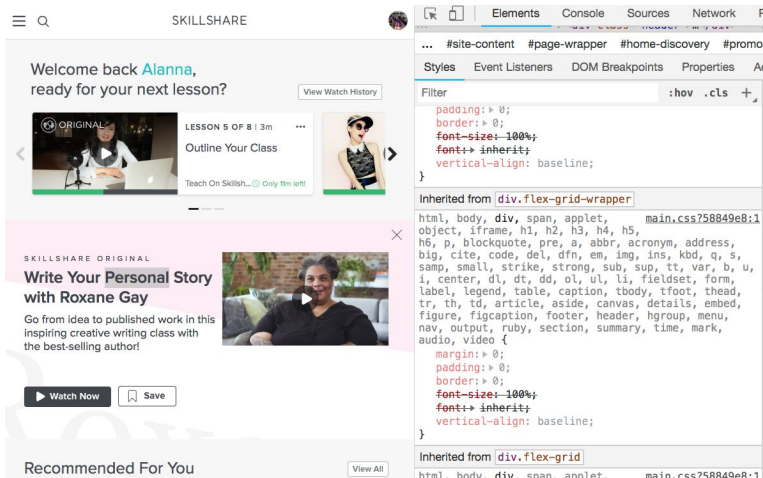 SKILLSHARE
Welcome back Alanna,
ready for your next lesson?
View Watch History
ORIGINAL
LESSON 5 OF 8 | 3m
Outline Your Class
Teach On Skillsh... Only 11m left!
SKILLSHARE ORIGINAL
Write Your Personal Story
with Roxane Gay
Go from idea to published work in this
inspiring creative writing class with
the best-selling author!
Watch Now
Save
Recommended For You
View All
Elements Console Sources Network
... #site-content #page-wrapper #home-discovery #promo
Styles Event Listeners DOM Breakpoints Properties
Filter :hov .cls +
padding: 0;
border: 0;
font-size: 100%;
font: inherit;
vertical-align: baseline;
}
Inherited from div.flex-grid-wrapper
html, body, div, span, applet, main.css?58849e8:1
object, iframe, h1, h2, h3, h4, h5,
h6, p, blockquote, pre, a, abbr, acronym, address,
big, cite, code, del, dfn, em, img, ins, kbd, q, s,
samp, small, strike, strong, sub, sup, tt, var, b, u,
i, center, dl, dt, dd, ol, ul, li, fieldset, form,
label, legend, table, caption, tbody, tfoot, thead,
tr, th, td, article, aside, canvas, details, embed,
figure, figcaption, footer, header, hgroup, menu,
nav, output, ruby, section, summary, time, mark,
audio, video {
margin: 0;
padding: 0;
border: 0;
font-size: 100%;
font: inherit;
vertical-align: baseline;
}
Inherited from div.flex-grid
html, body, div, span, applet, main.css?58849e8:1